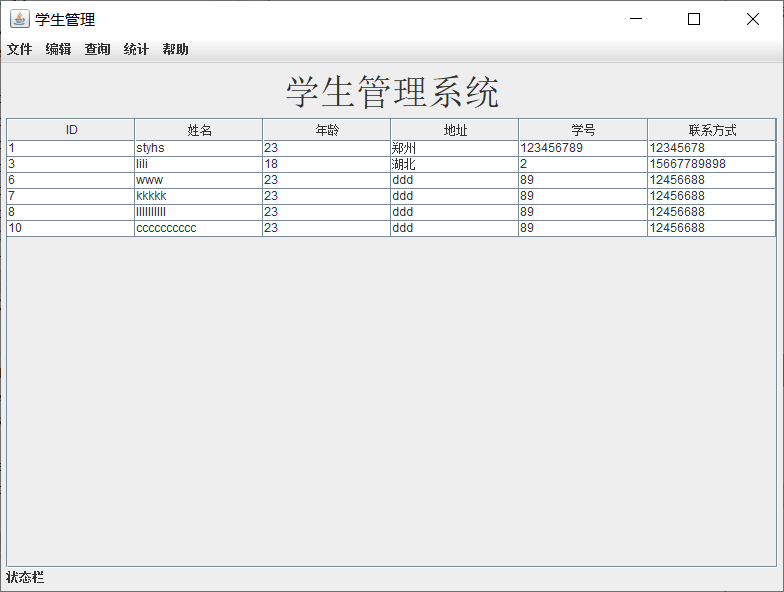 学生管理
文件 编辑 查询 统计 帮助
学生管理系统
ID 姓名 年龄 地址 学号 联系方式
1 styhs 23 郑州 123456789 12345678
3 lili 18 湖北 2 15667789898
6 www 23 ddd 89 12456688
7 kkkkk 23 ddd 89 12456688
8 llllllllll 23 ddd 89 12456688
10 cccccccccc 23 ddd 89 12456688
状态栏